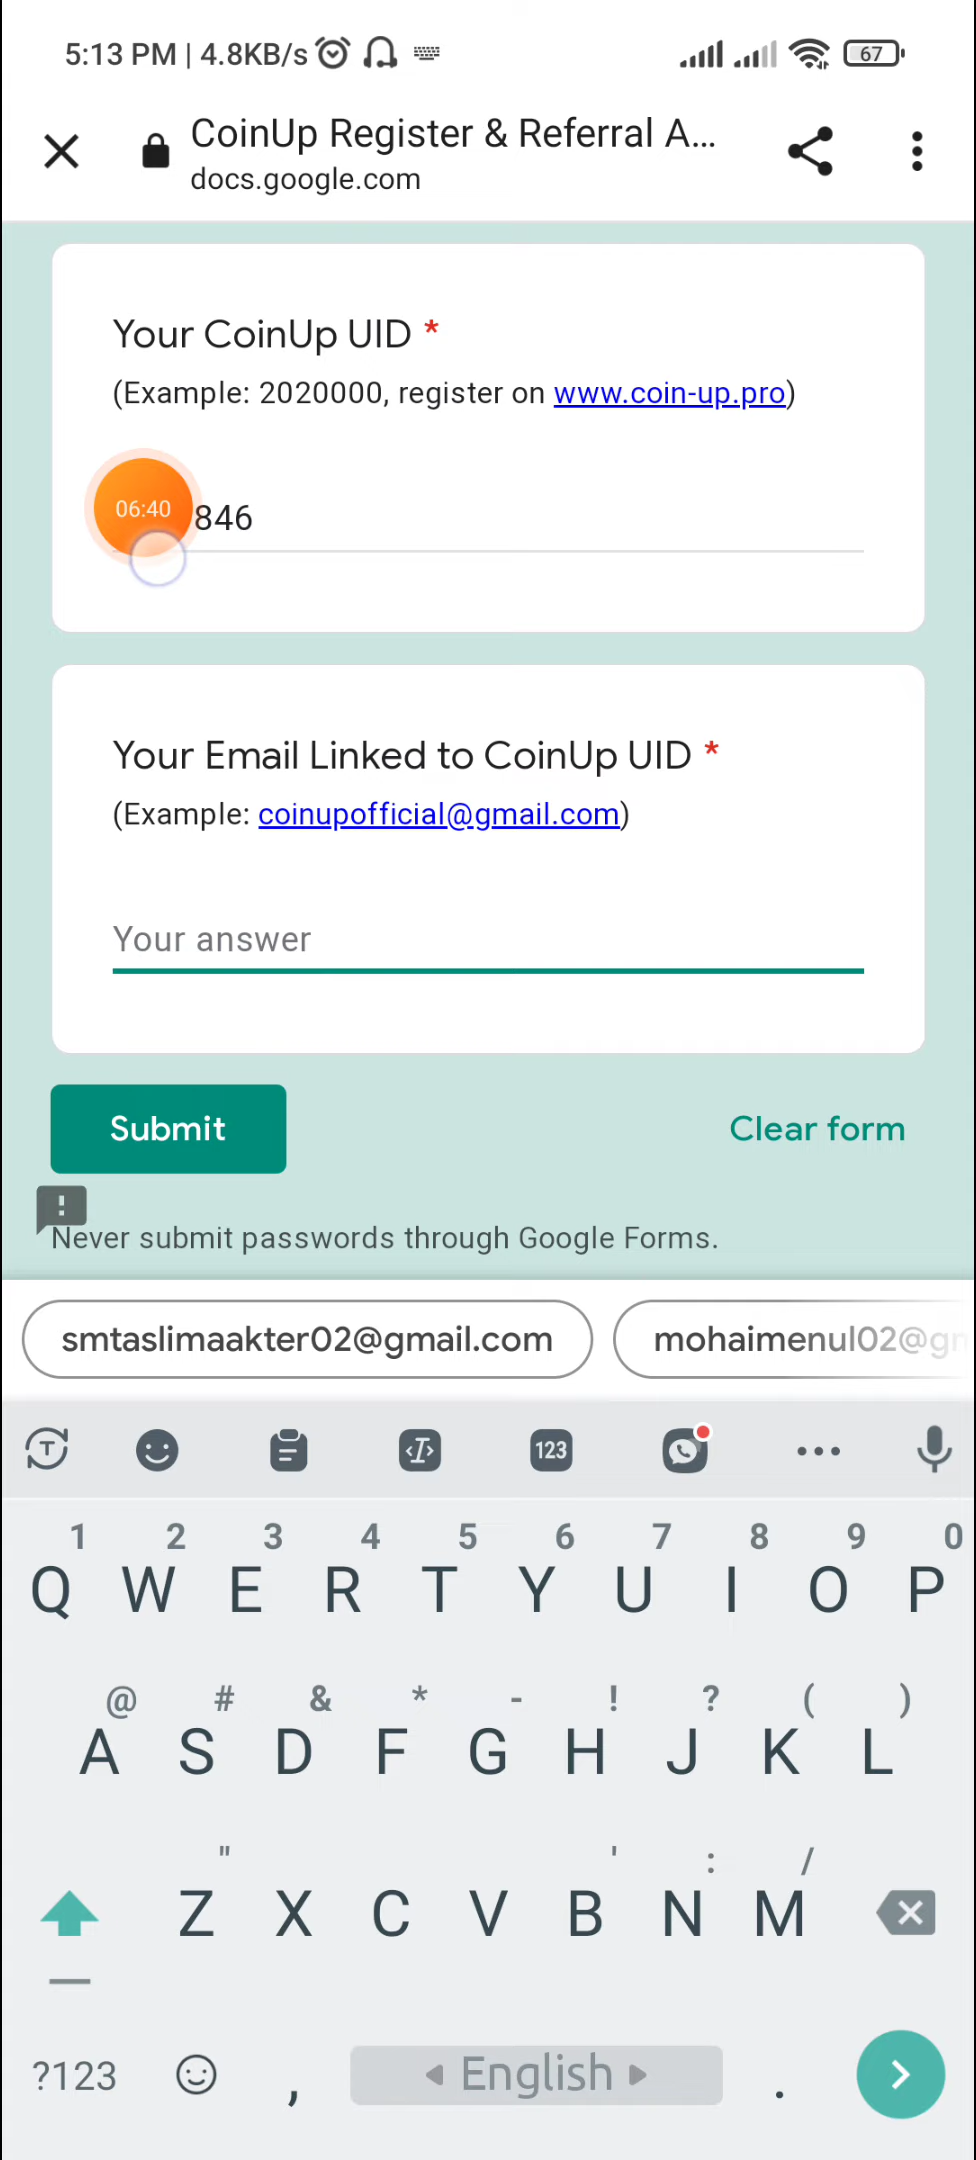 5:13 PM | 4.8KB/s
67
CoinUp Register & Referral A...
docs.google.com
Your CoinUp UID *
(Example: 2020000, register on www.coin-up.pro)
06:40
846
Your Email Linked to CoinUp UID *
(Example: coinupofficial@gmail.com)
Your answer
Submit
Clear form
!
Never submit passwords through Google Forms.
smtaslimaakter02@gmail.com
mohaimenul02@g
T
123
1 2 3 4 5 6 7 8 9 0
Q W E R T Y U I O P
@ # & * - ! ? ( )
A S D F G H J K L
" ' : /
Z X C V B N M
?123
,
English
.